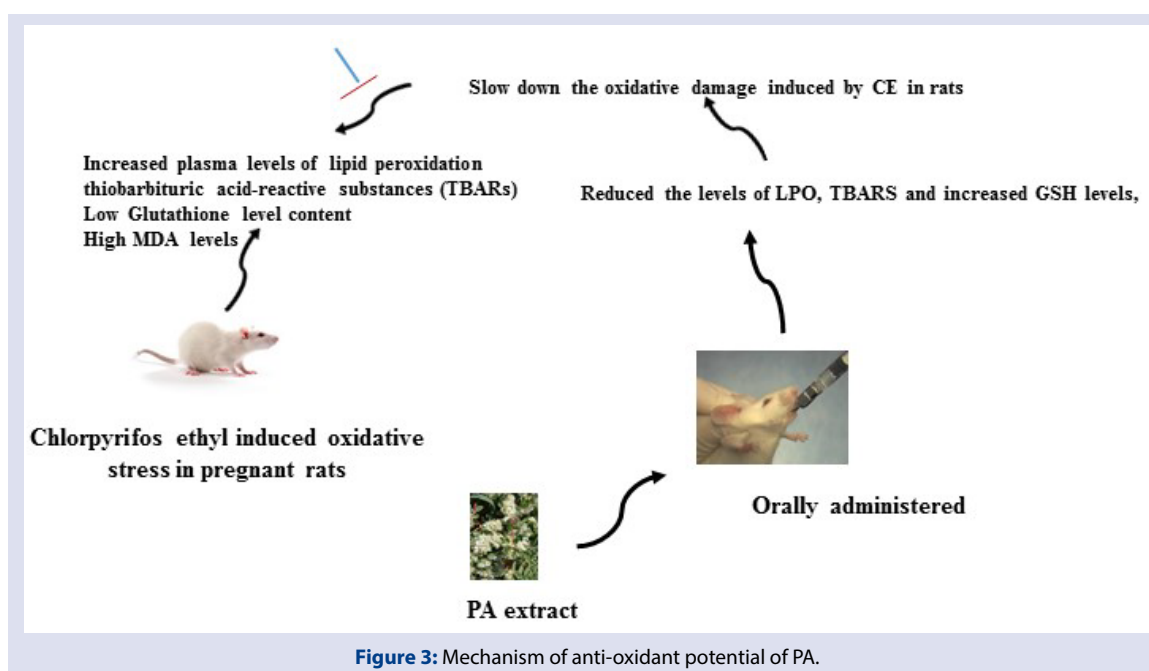 Slow down the oxidative damage induced by CE in rats
Increased plasma levels of lipid peroxidation
thiobarbituric acid-reactive substances (TBARs)
Low Glutathione level content
High MDA levels
Reduced the levels of LPO, TBARS and increased GSH levels,
Chlorpyrifos ethyl induced oxidative
stress in pregnant rats
Orally administered
PA extract
Figure 3: Mechanism of anti-oxidant potential of PA.